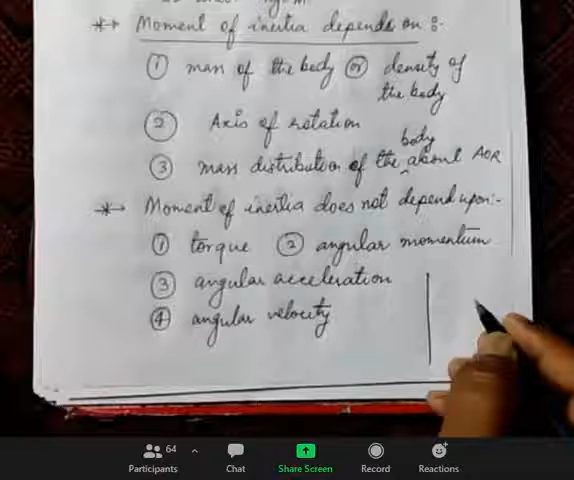 *→ Moment of inertia depends on :-
① mass of the body (or) density of
the body
② Axis of rotation
body
③ mass distribution of the ^ about AOR
*→ Moment of inertia does not depend upon:-
① torque ② angular momentum
③ angular acceleration
④ angular velocity
64
Participants Chat Share Screen Record Reactions